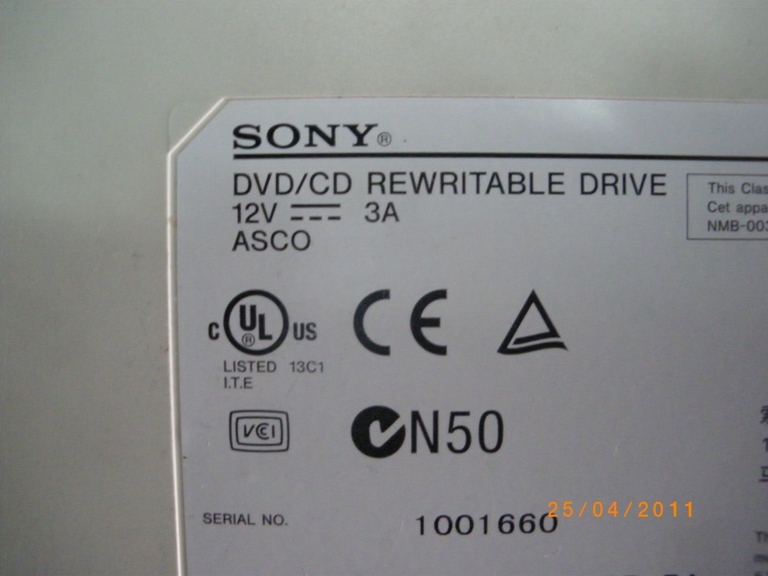 SONY®
DVD/CD REWRITABLE DRIVE
12V 3A
ASCO
This Clas
Cet appa
NMB-003
C UL® US
LISTED 13C1
I.T.E
CE
VCI
N50
SERIAL NO. 1001660
25/04/2011
Th